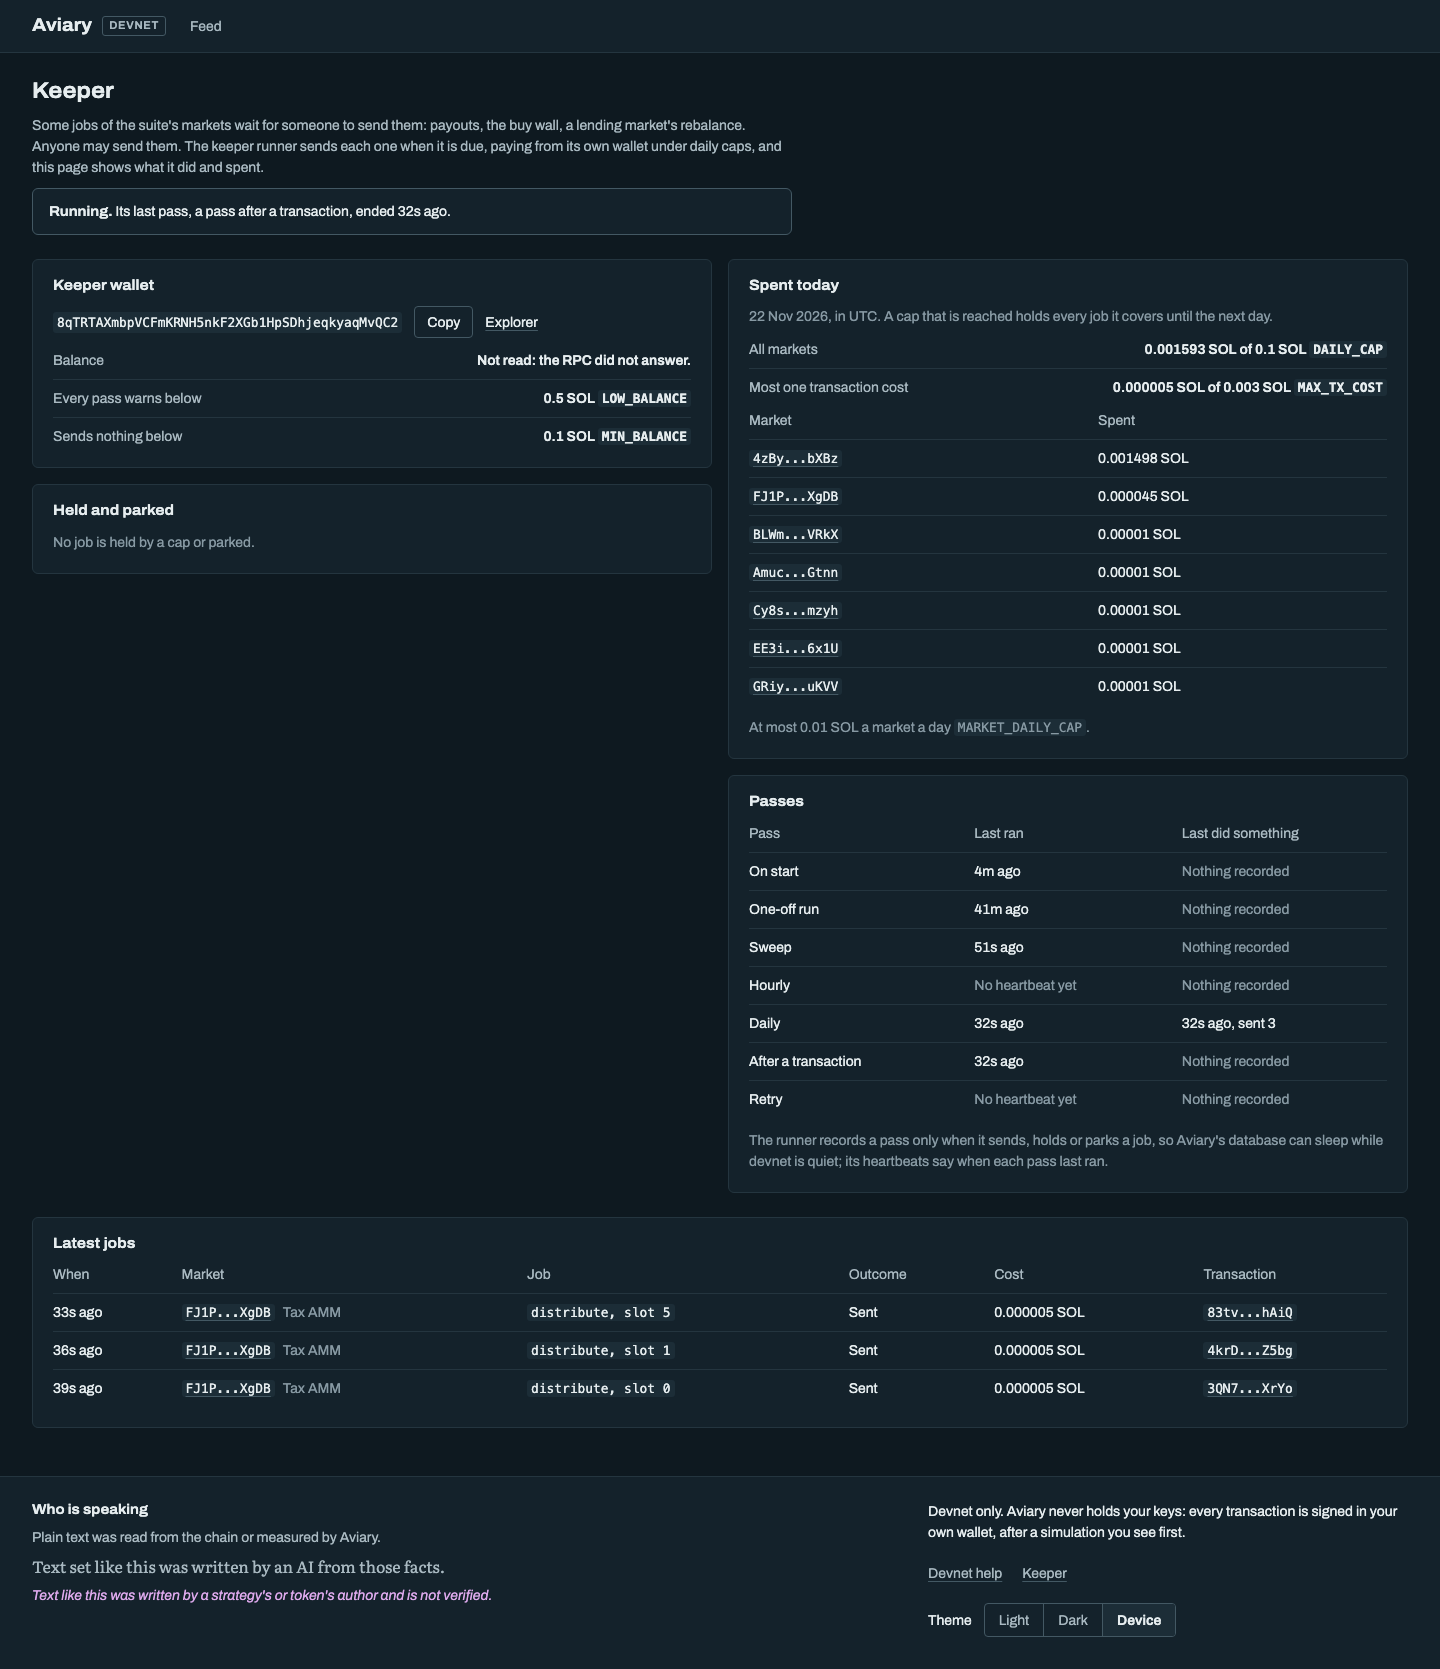 Aviary DEVNET Feed
Keeper
Some jobs of the suite's markets wait for someone to send them: payouts, the buy wall, a lending market's rebalance.
Anyone may send them. The keeper runner sends each one when it is due, paying from its own wallet under daily caps, and
this page shows what it did and spent.
Running. Its last pass, a pass after a transaction, ended 32s ago.
Keeper wallet
8qTRTAXmbpVCFmKRNH5nkF2XGb1HpSDhjeqkyaqMvQC2 Copy Explorer
Balance Not read: the RPC did not answer.
Every pass warns below 0.5 SOL LOW_BALANCE
Sends nothing below 0.1 SOL MIN_BALANCE
Held and parked
No job is held by a cap or parked.
Spent today
22 Nov 2026, in UTC. A cap that is reached holds every job it covers until the next day.
All markets 0.001593 SOL of 0.1 SOL DAILY_CAP
Most one transaction cost 0.000005 SOL of 0.003 SOL MAX_TX_COST
Market Spent
4zBy...bXBz 0.001498 SOL
FJ1P...XgDB 0.000045 SOL
BLWm...VRkX 0.00001 SOL
Amuc...Gtnn 0.00001 SOL
Cy8s...mzyh 0.00001 SOL
EE3i...6x1U 0.00001 SOL
GRiy...uKVV 0.00001 SOL
At most 0.01 SOL a market a day MARKET_DAILY_CAP.
Passes
Pass Last ran Last did something
On start 4m ago Nothing recorded
One-off run 41m ago Nothing recorded
Sweep 51s ago Nothing recorded
Hourly No heartbeat yet Nothing recorded
Daily 32s ago 32s ago, sent 3
After a transaction 32s ago Nothing recorded
Retry No heartbeat yet Nothing recorded
The runner records a pass only when it sends, holds or parks a job, so Aviary's database can sleep while
devnet is quiet; its heartbeats say when each pass last ran.
Latest jobs
When Market Job Outcome Cost Transaction
33s ago FJ1P...XgDB Tax AMM distribute, slot 5 Sent 0.000005 SOL 83tv...hAiQ
36s ago FJ1P...XgDB Tax AMM distribute, slot 1 Sent 0.000005 SOL 4krD...Z5bg
39s ago FJ1P...XgDB Tax AMM distribute, slot 0 Sent 0.000005 SOL 3QN7...XrYo
Who is speaking
Plain text was read from the chain or measured by Aviary.
Text set like this was written by an AI from those facts.
Text like this was written by a strategy's or token's author and is not verified.
Devnet only. Aviary never holds your keys: every transaction is signed in your
own wallet, after a simulation you see first.
Devnet help Keeper
Theme Light Dark Device